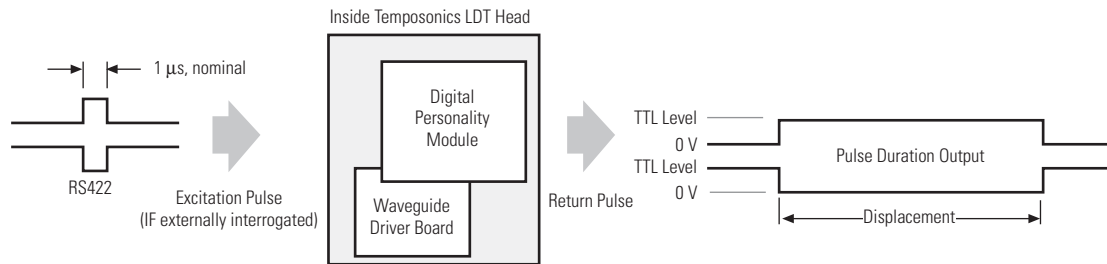 Inside Temposonics LDT Head
1 µs, nominal
RS422
Excitation Pulse
(IF externally interrogated)
Digital
Personality
Module
Waveguide
Driver Board
Return Pulse
TTL Level
0 V
TTL Level
0 V
Pulse Duration Output
Displacement